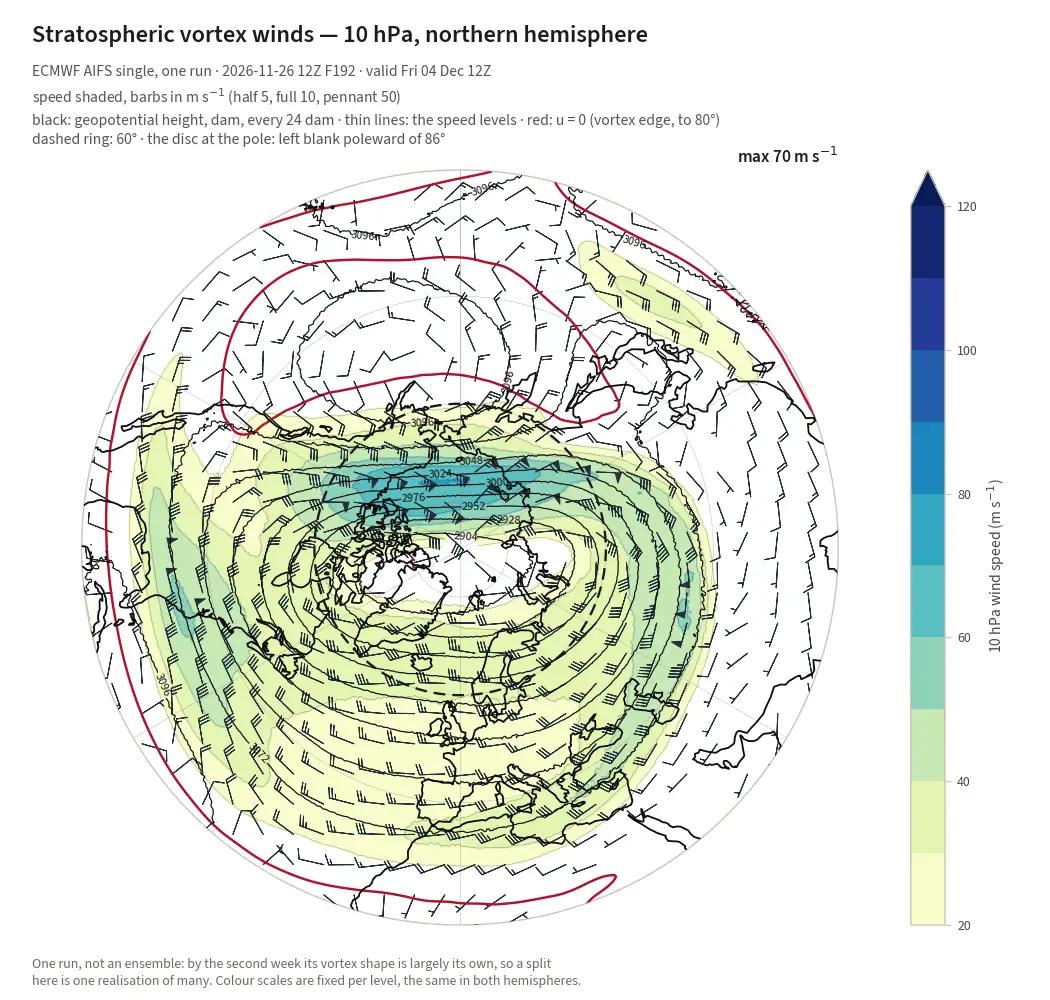 Stratospheric vortex winds — 10 hPa, northern hemisphere
ECMWF AIFS single, one run · 2026-11-26 12Z F192 · valid Fri 04 Dec 12Z
speed shaded, barbs in m s⁻¹ (half 5, full 10, pennant 50)
black: geopotential height, dam, every 24 dam · thin lines: the speed levels · red: u = 0 (vortex edge, to 80°)
dashed ring: 60° · the disc at the pole: left blank poleward of 86°
max 70 m s⁻¹
3096
3096
3096
3096
3096
3048
3024
3000
2976
2952
2928
2904
3096
3072
120
100
80
60
40
20
10 hPa wind speed (m s⁻¹)
One run, not an ensemble: by the second week its vortex shape is largely its own, so a split
here is one realisation of many. Colour scales are fixed per level, the same in both hemispheres.